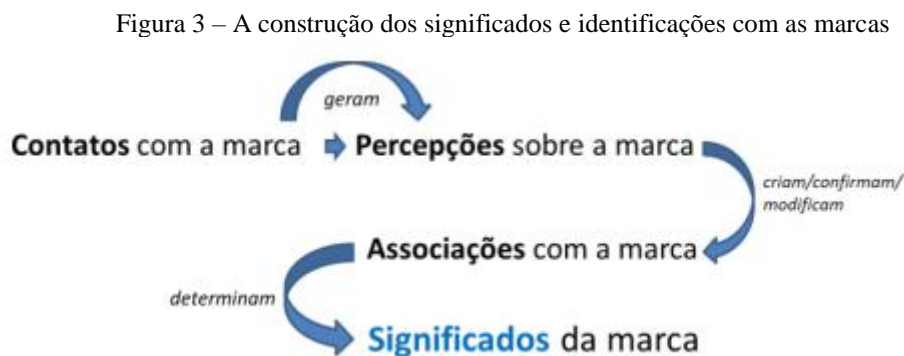 Figura 3 – A construção dos significados e identificações com as marcas
geram
Contatos com a marca Percepções sobre a marca
criam/confirmam/
modificam
Associações com a marca
determinam
Significados da marca